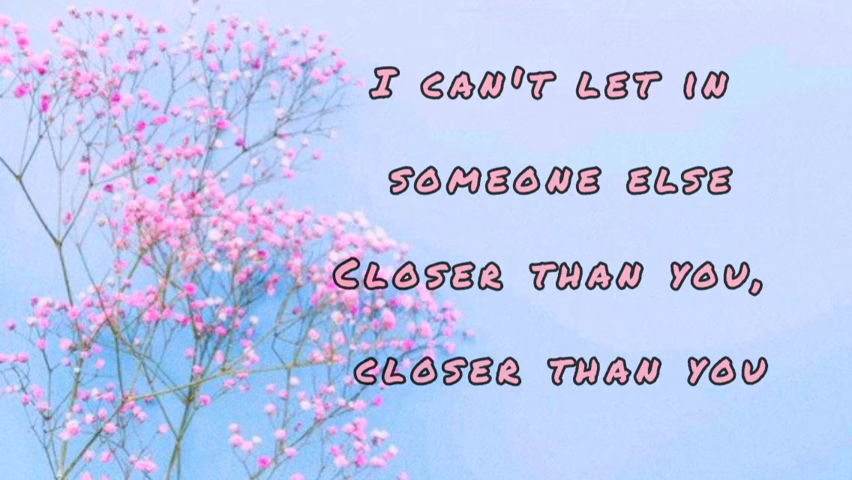 I can't let in
someone else
Closer than you,
closer than you